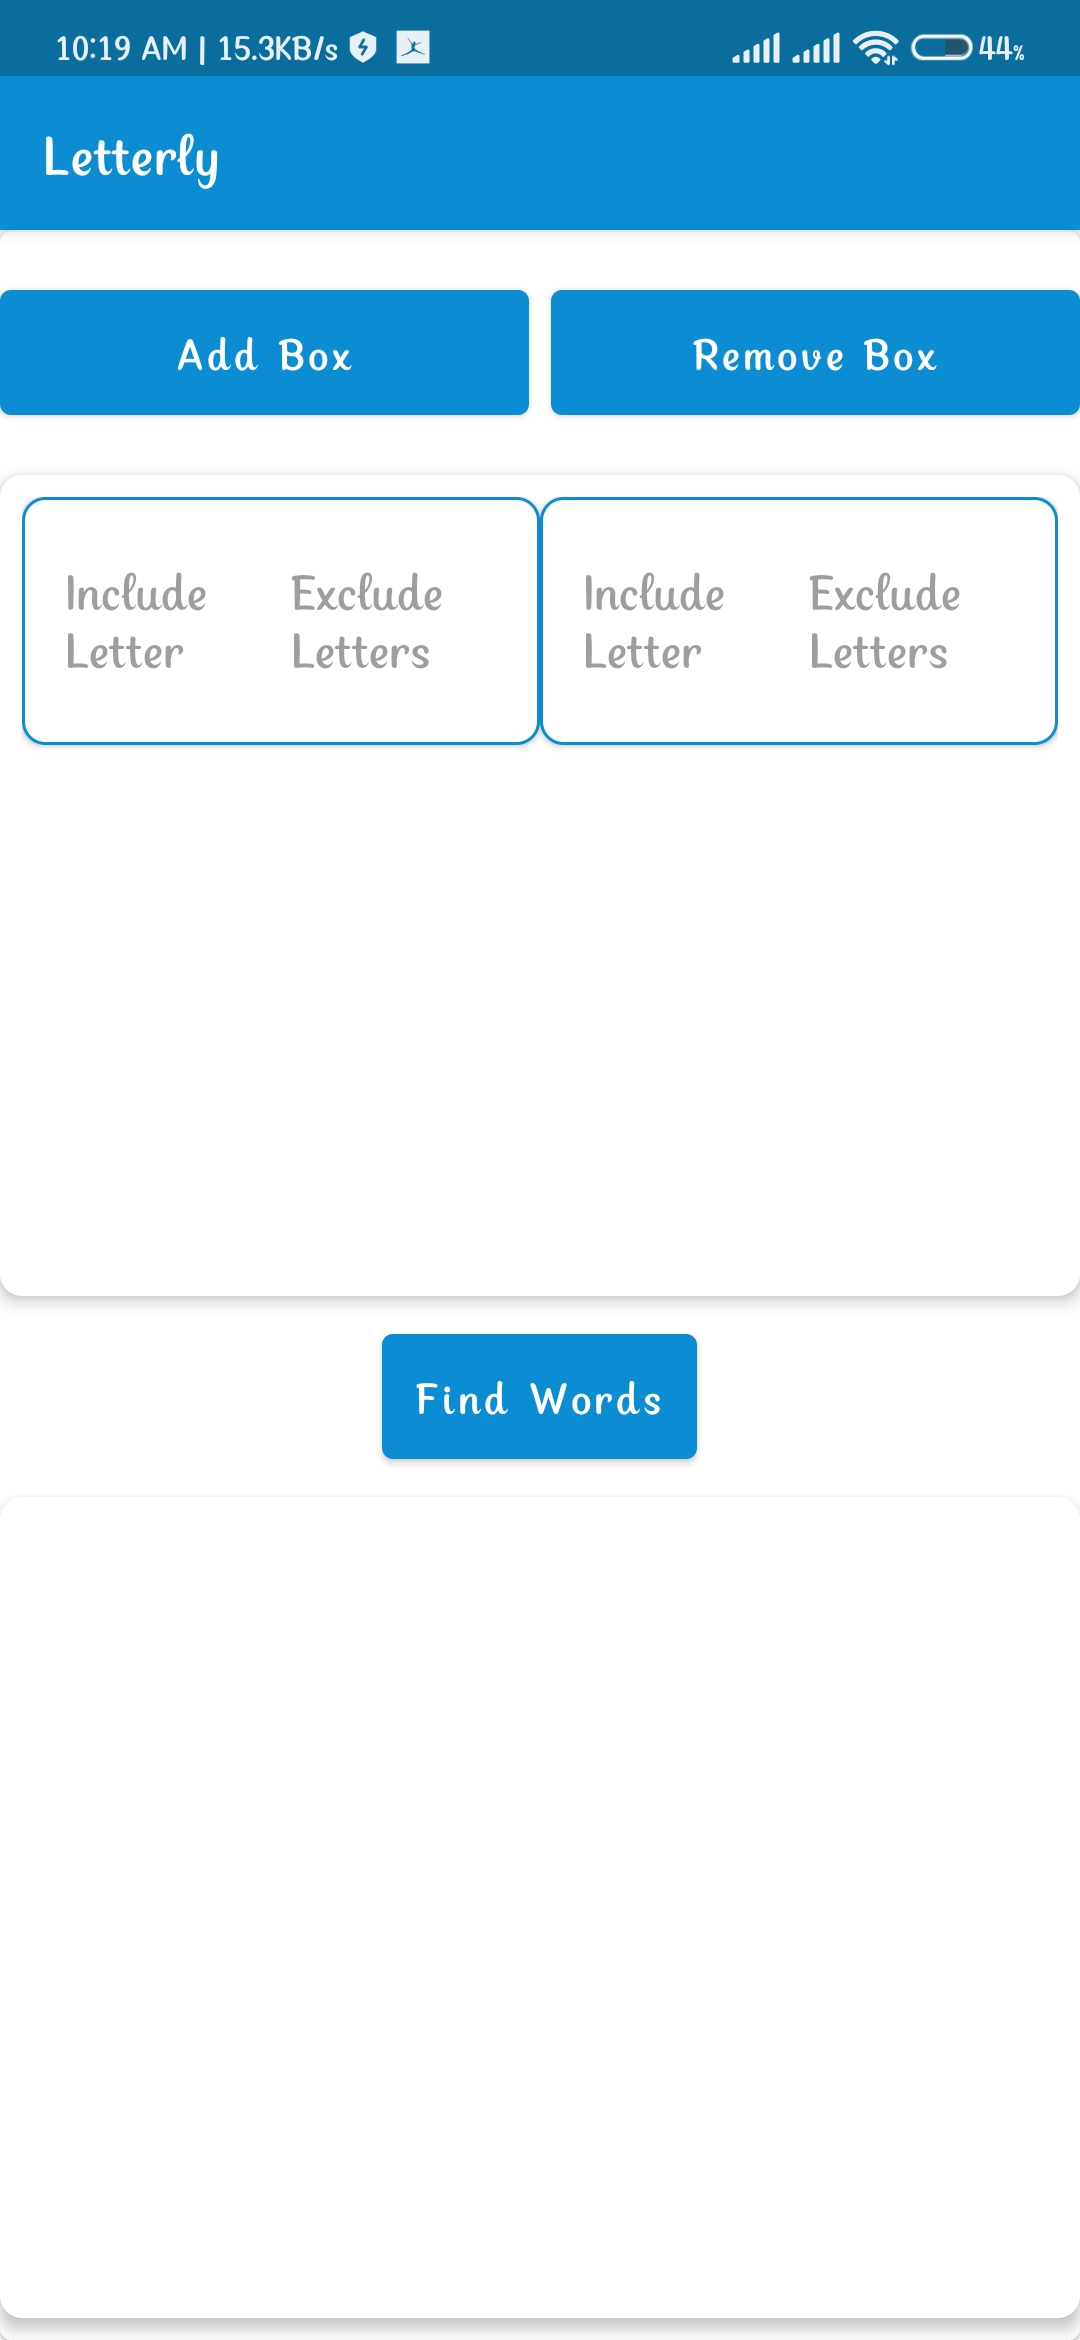 10:19 AM | 15.3KB/s 44%
Letterly
Add Box Remove Box
Include Exclude Include Exclude
Letter Letters Letter Letters
Find Words